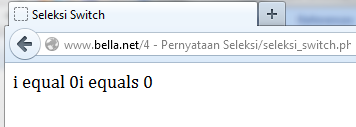 Seleksi Switch
www.bella.net/4 - Pernyataan Seleksi/seleksi_switch.ph
i equal 0i equals 0